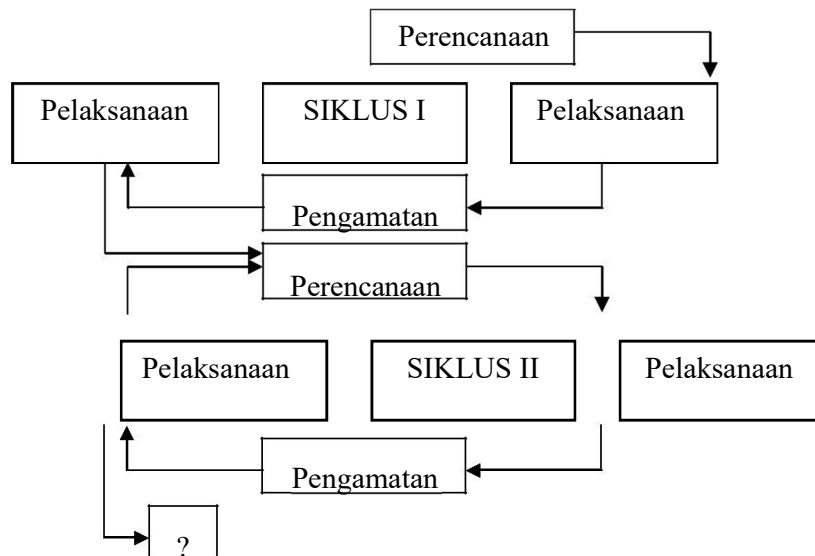 Perencanaan
Pelaksanaan
SIKLUS I
Pelaksanaan
Pengamatan
Perencanaan
Pelaksanaan
SIKLUS II
Pelaksanaan
Pengamatan
?